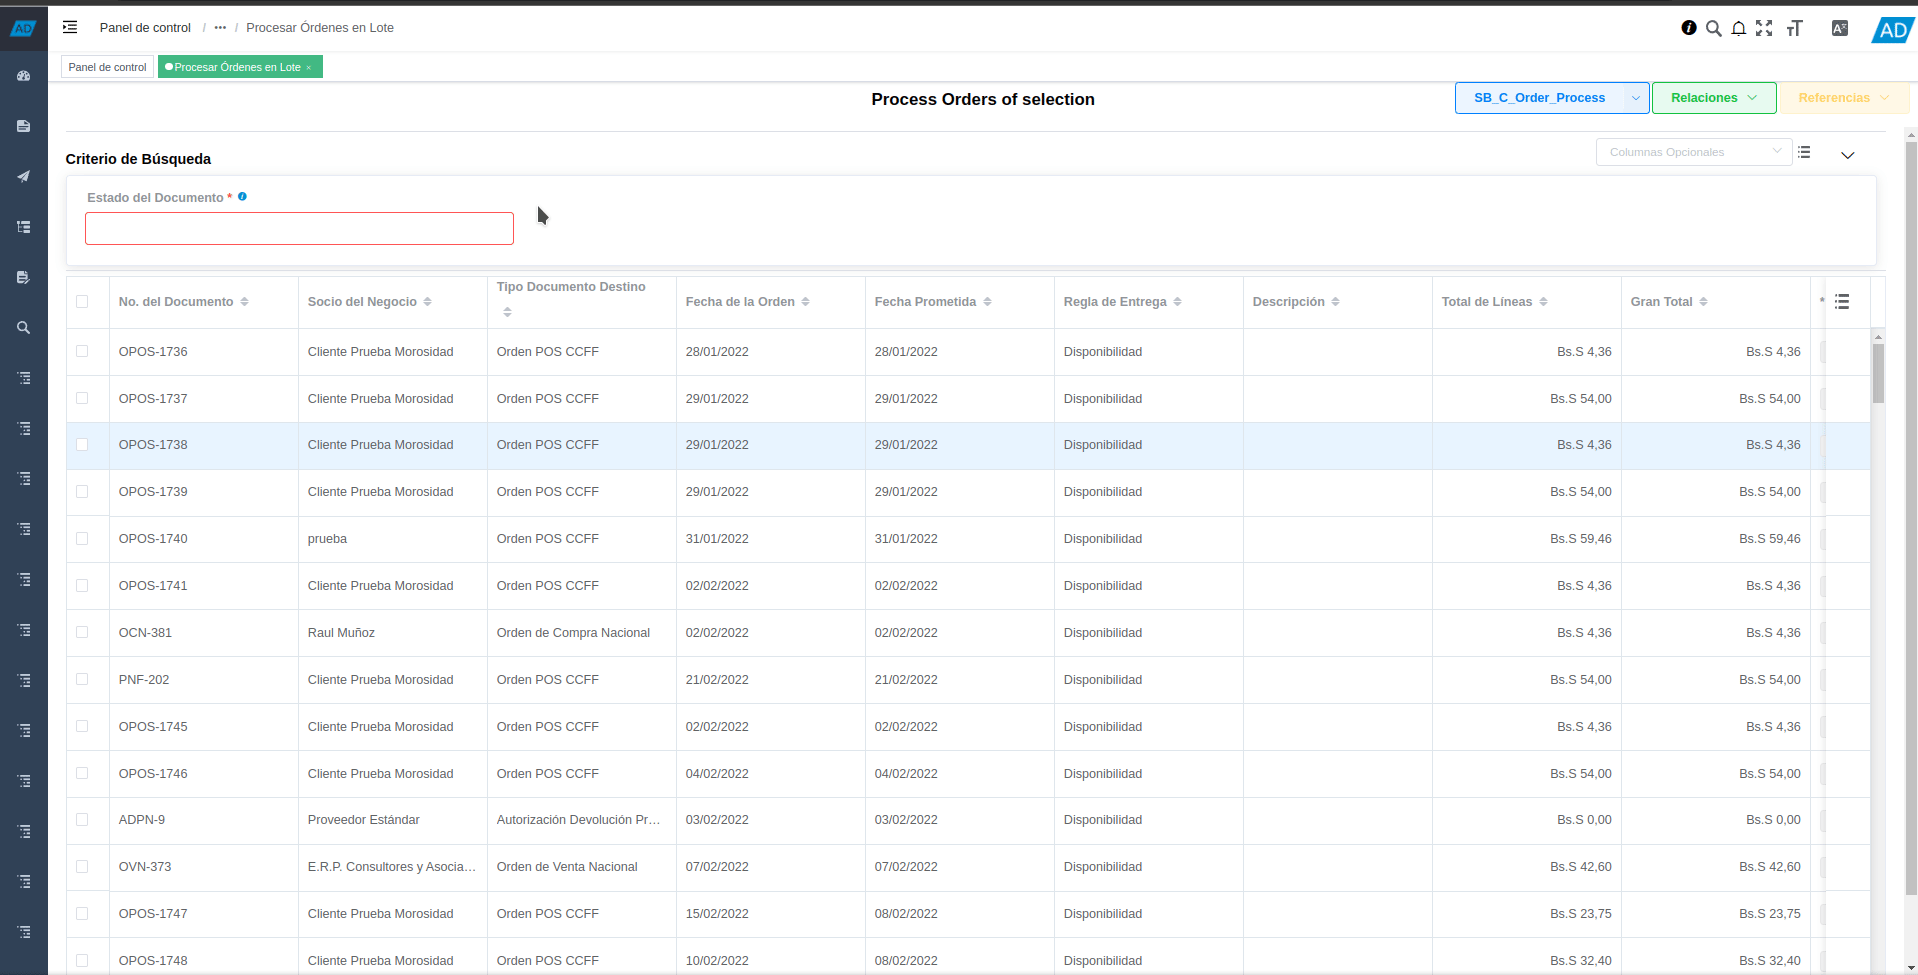 AD
Panel de control / ••• / Procesar Órdenes en Lote
AD
Panel de control
Procesar Órdenes en Lote ×
Process Orders of selection
SB_C_Order_Process
Relaciones
Referencias
Criterio de Búsqueda
Columnas Opcionales
Estado del Documento *
No. del Documento Socio del Negocio Tipo Documento Destino Fecha de la Orden Fecha Prometida Regla de Entrega Descripción Total de Líneas Gran Total *
OPOS-1736 Cliente Prueba Morosidad Orden POS CCFF 28/01/2022 28/01/2022 Disponibilidad Bs.S 4,36 Bs.S 4,36
OPOS-1737 Cliente Prueba Morosidad Orden POS CCFF 29/01/2022 29/01/2022 Disponibilidad Bs.S 54,00 Bs.S 54,00
OPOS-1738 Cliente Prueba Morosidad Orden POS CCFF 29/01/2022 29/01/2022 Disponibilidad Bs.S 4,36 Bs.S 4,36
OPOS-1739 Cliente Prueba Morosidad Orden POS CCFF 29/01/2022 29/01/2022 Disponibilidad Bs.S 54,00 Bs.S 54,00
OPOS-1740 prueba Orden POS CCFF 31/01/2022 31/01/2022 Disponibilidad Bs.S 59,46 Bs.S 59,46
OPOS-1741 Cliente Prueba Morosidad Orden POS CCFF 02/02/2022 02/02/2022 Disponibilidad Bs.S 4,36 Bs.S 4,36
OCN-381 Raul Muñoz Orden de Compra Nacional 02/02/2022 02/02/2022 Disponibilidad Bs.S 4,36 Bs.S 4,36
PNF-202 Cliente Prueba Morosidad Orden POS CCFF 21/02/2022 21/02/2022 Disponibilidad Bs.S 54,00 Bs.S 54,00
OPOS-1745 Cliente Prueba Morosidad Orden POS CCFF 02/02/2022 02/02/2022 Disponibilidad Bs.S 4,36 Bs.S 4,36
OPOS-1746 Cliente Prueba Morosidad Orden POS CCFF 04/02/2022 04/02/2022 Disponibilidad Bs.S 54,00 Bs.S 54,00
ADPN-9 Proveedor Estándar Autorización Devolución Pr... 03/02/2022 03/02/2022 Disponibilidad Bs.S 0,00 Bs.S 0,00
OVN-373 E.R.P. Consultores y Asocia... Orden de Venta Nacional 07/02/2022 07/02/2022 Disponibilidad Bs.S 42,60 Bs.S 42,60
OPOS-1747 Cliente Prueba Morosidad Orden POS CCFF 15/02/2022 08/02/2022 Disponibilidad Bs.S 23,75 Bs.S 23,75
OPOS-1748 Cliente Prueba Morosidad Orden POS CCFF 10/02/2022 08/02/2022 Disponibilidad Bs.S 32,40 Bs.S 32,40